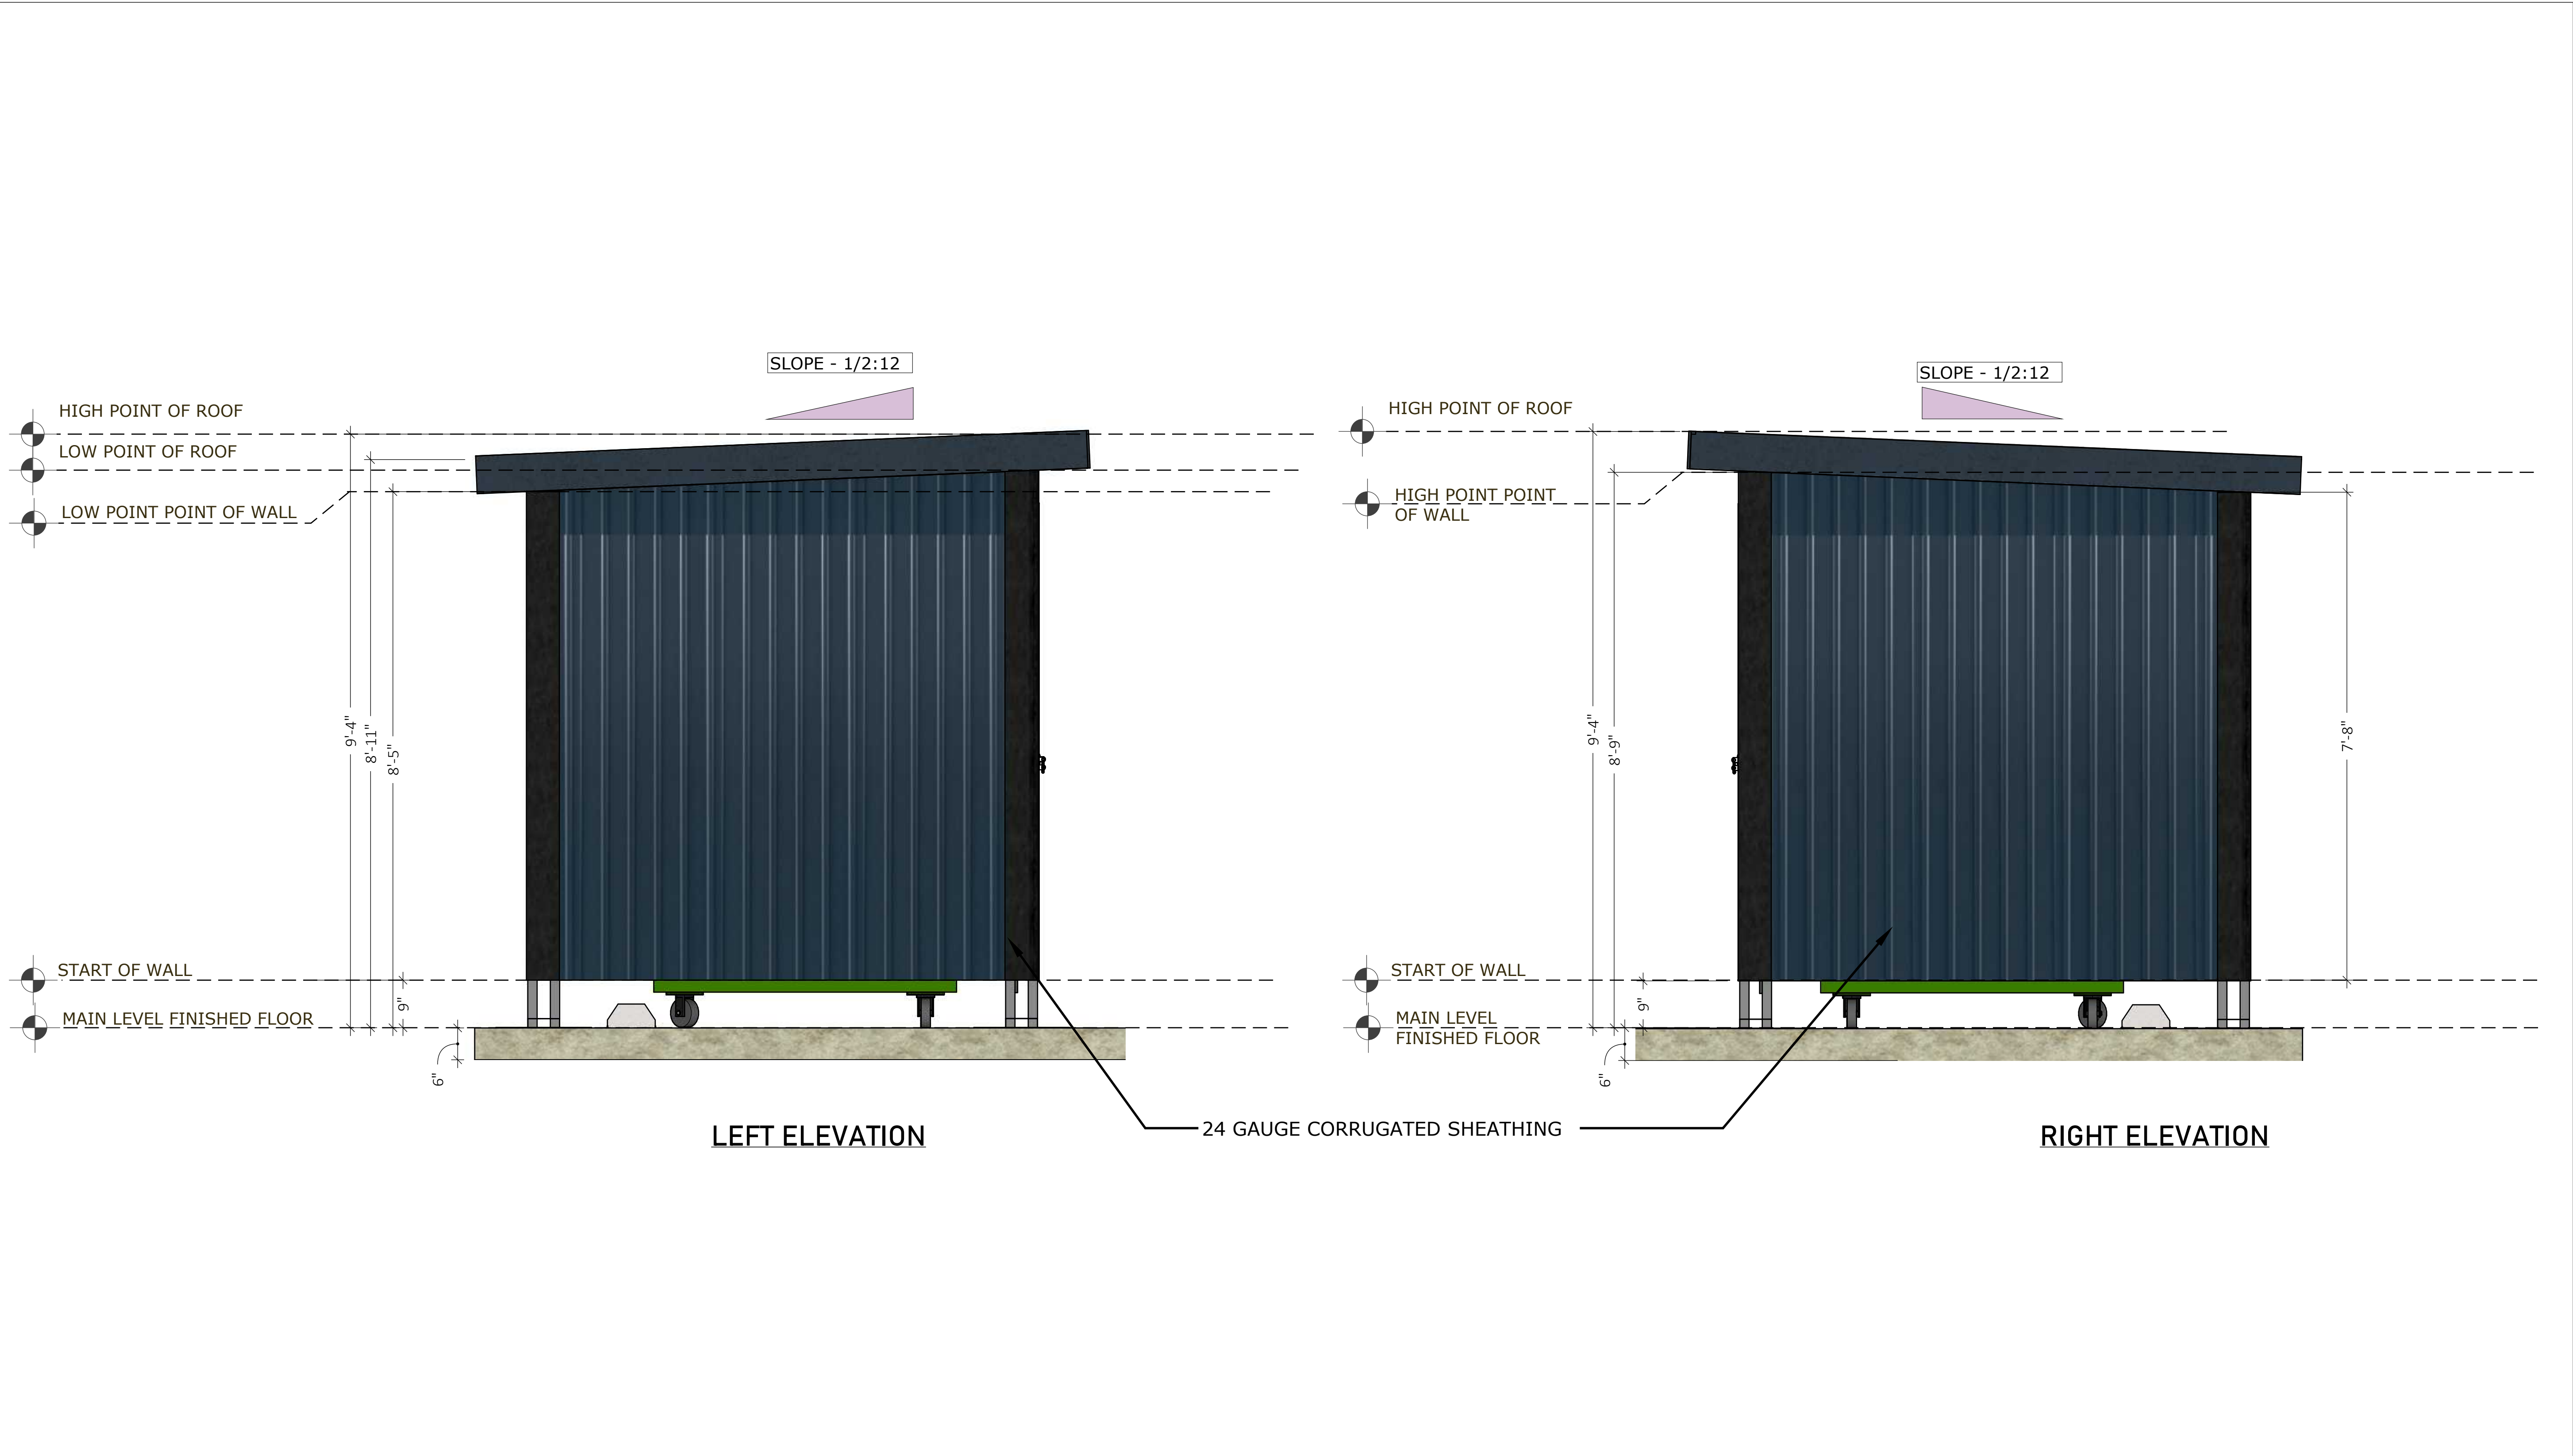 SLOPE - 1/2:12
HIGH POINT OF ROOF
LOW POINT OF ROOF
LOW POINT POINT OF WALL
9'-4"
8'-11"
8'-5"
START OF WALL
9"
MAIN LEVEL FINISHED FLOOR
6"
LEFT ELEVATION
24 GAUGE CORRUGATED SHEATHING
SLOPE - 1/2:12
HIGH POINT OF ROOF
HIGH POINT POINT
OF WALL
9'-4"
8'-9"
7'-8"
START OF WALL
9"
MAIN LEVEL
FINISHED FLOOR
6"
RIGHT ELEVATION